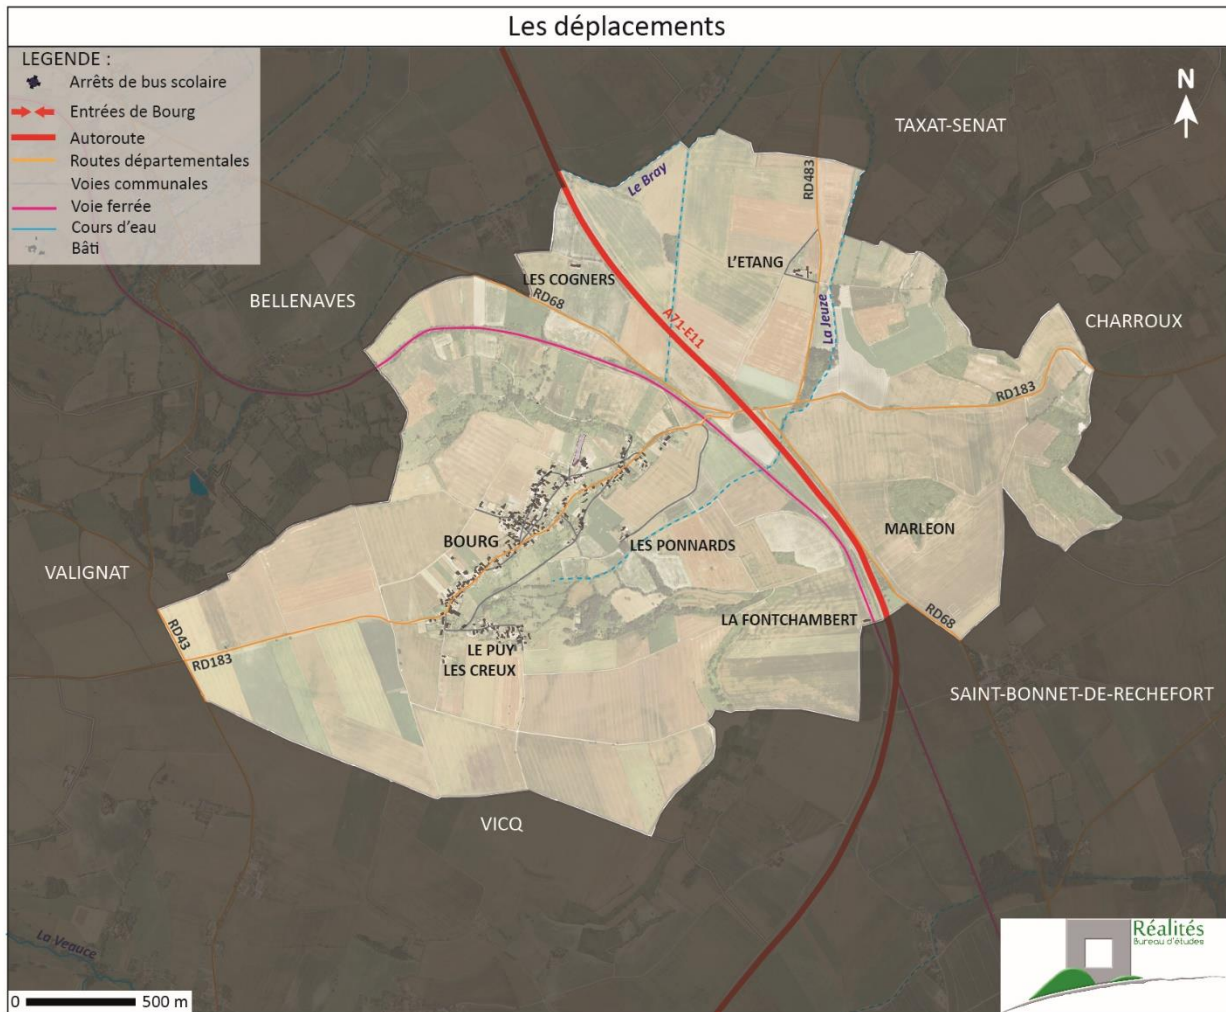 Les déplacements
LEGENDE :
Arrêts de bus scolaire
Entrées de Bourg
Autoroute
Routes départementales
Voies communales
Voie ferrée
Cours d'eau
Bâti
N
TAXAT-SENAT
Le Bray
RD483
L'ETANG
LES COGNERS
BELLENAVES
RD68
La Jeuze
A71-E11
CHARROUX
RD183
MARLEON
BOURG
LES PONNARDS
VALIGNAT
LA FONTCHAMBERT
RD68
RD43
RD183
LE PÙY
LES CREUX
SAINT-BONNET-DE-RECHEFORT
VICQ
La Veauce
Réalités
Bureau d'études
0 500 m